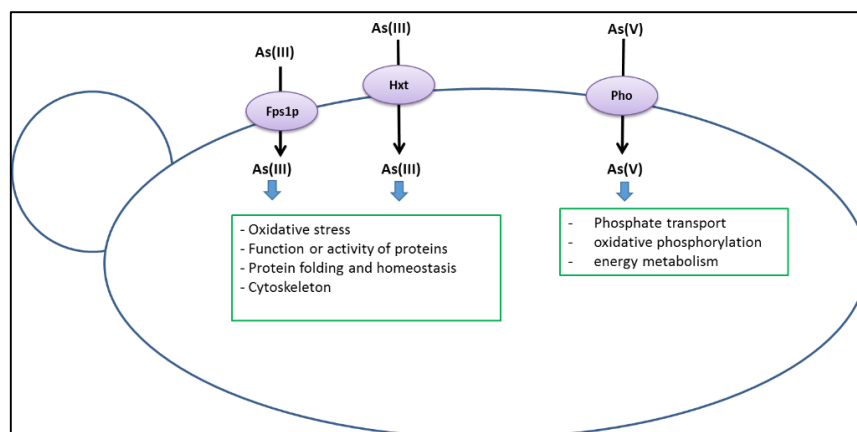 As(III)
As(III)
As(V)
Fps1p
Hxt
Pho
As(III)
As(III)
As(V)
- Oxidative stress
- Function or activity of proteins
- Protein folding and homeostasis
- Cytoskeleton
- Phosphate transport
- oxidative phosphorylation
- energy metabolism